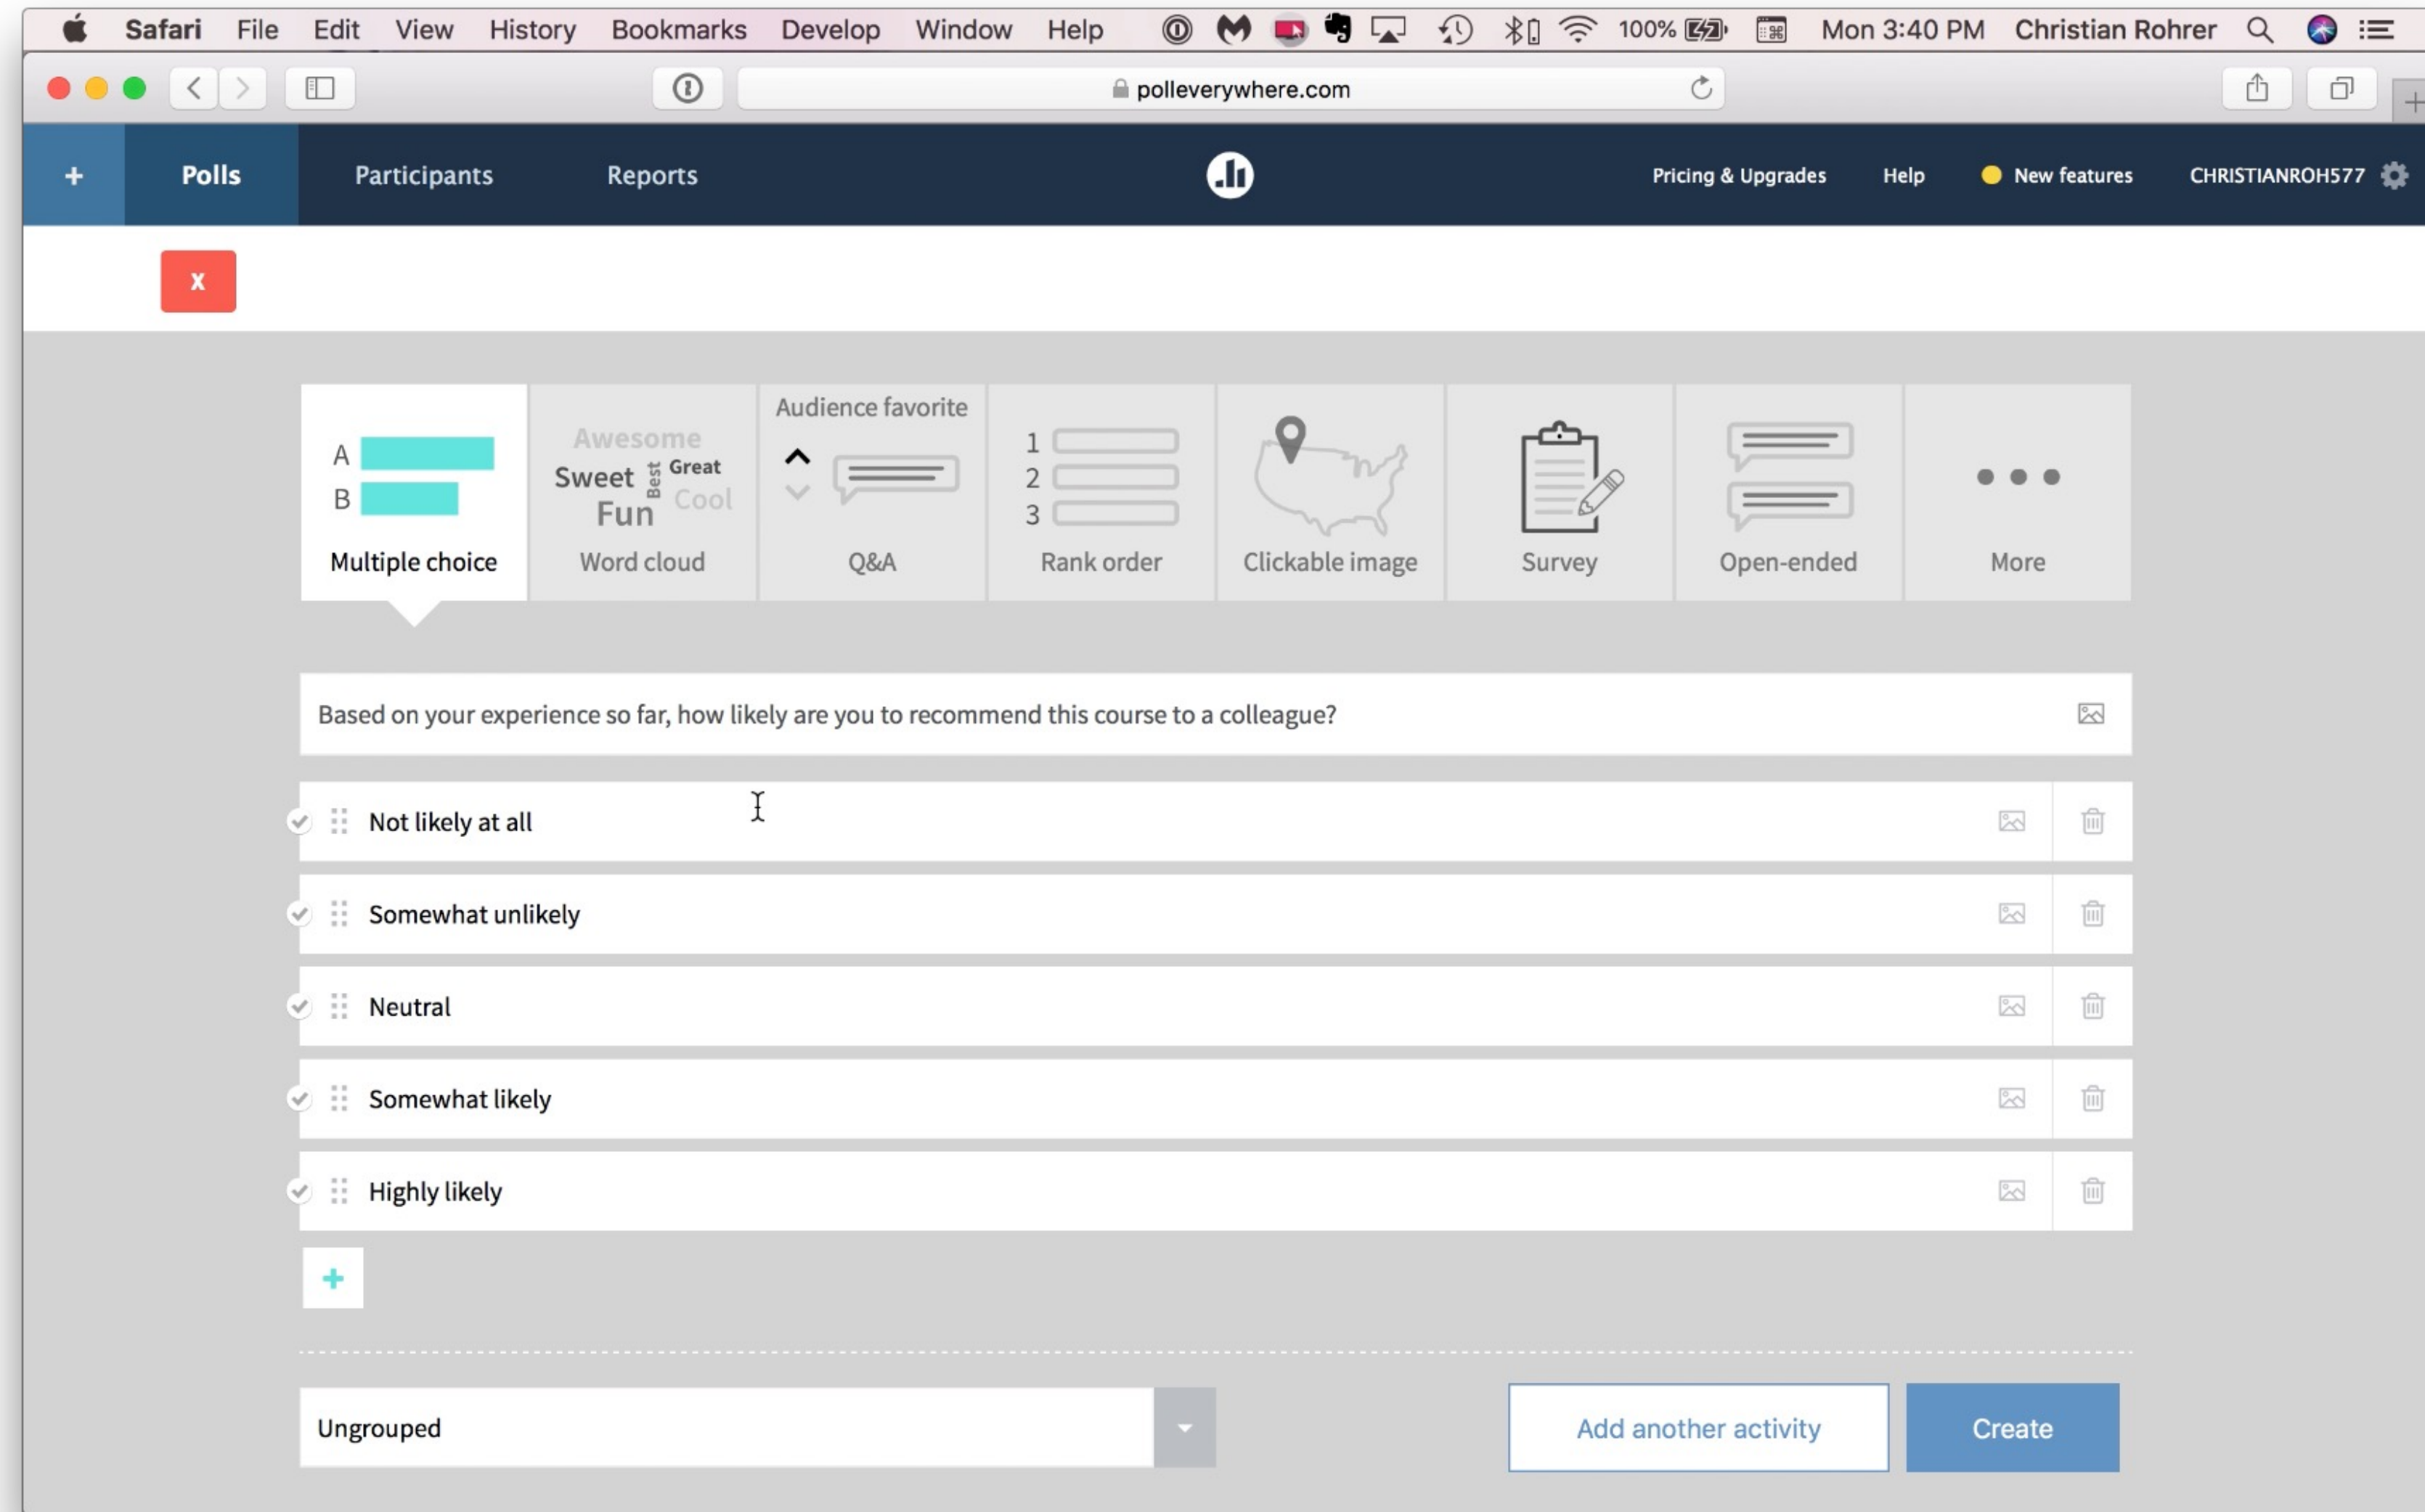 Safari File Edit View History Bookmarks Develop Window Help 100% Mon 3:40 PM Christian Rohrer
polleverywhere.com
+ Polls Participants Reports Pricing & Upgrades Help New features CHRISTIANROH577
x
A
B
Multiple choice
Awesome
Sweet Best Great
Fun Cool
Word cloud
Audience favorite
Q&A
1
2
3
Rank order
Clickable image
Survey
Open-ended
More
Based on your experience so far, how likely are you to recommend this course to a colleague?
Not likely at all
Somewhat unlikely
Neutral
Somewhat likely
Highly likely
+
Ungrouped
Add another activity
Create